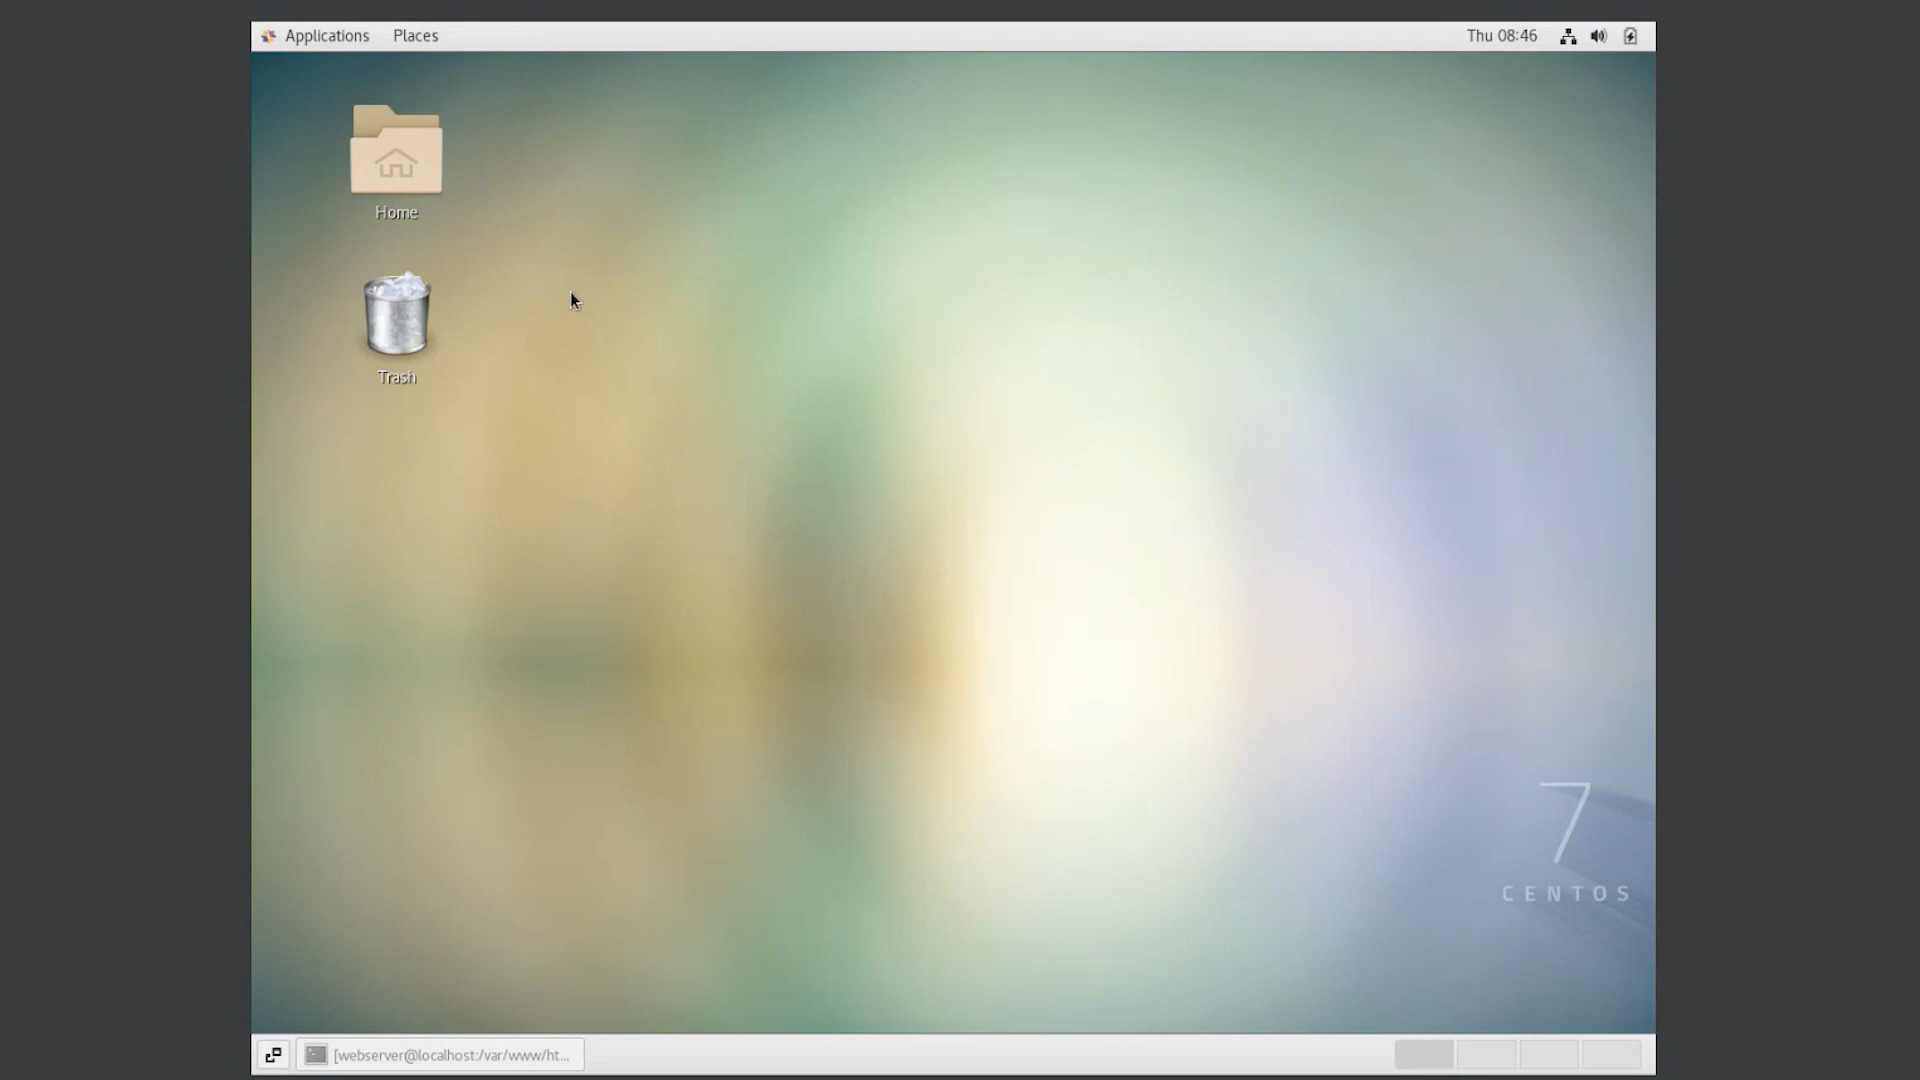 Applications Places Thu 08:46
Home
Trash
7
CENTOS
[webserver@localhost:/var/www/ht...